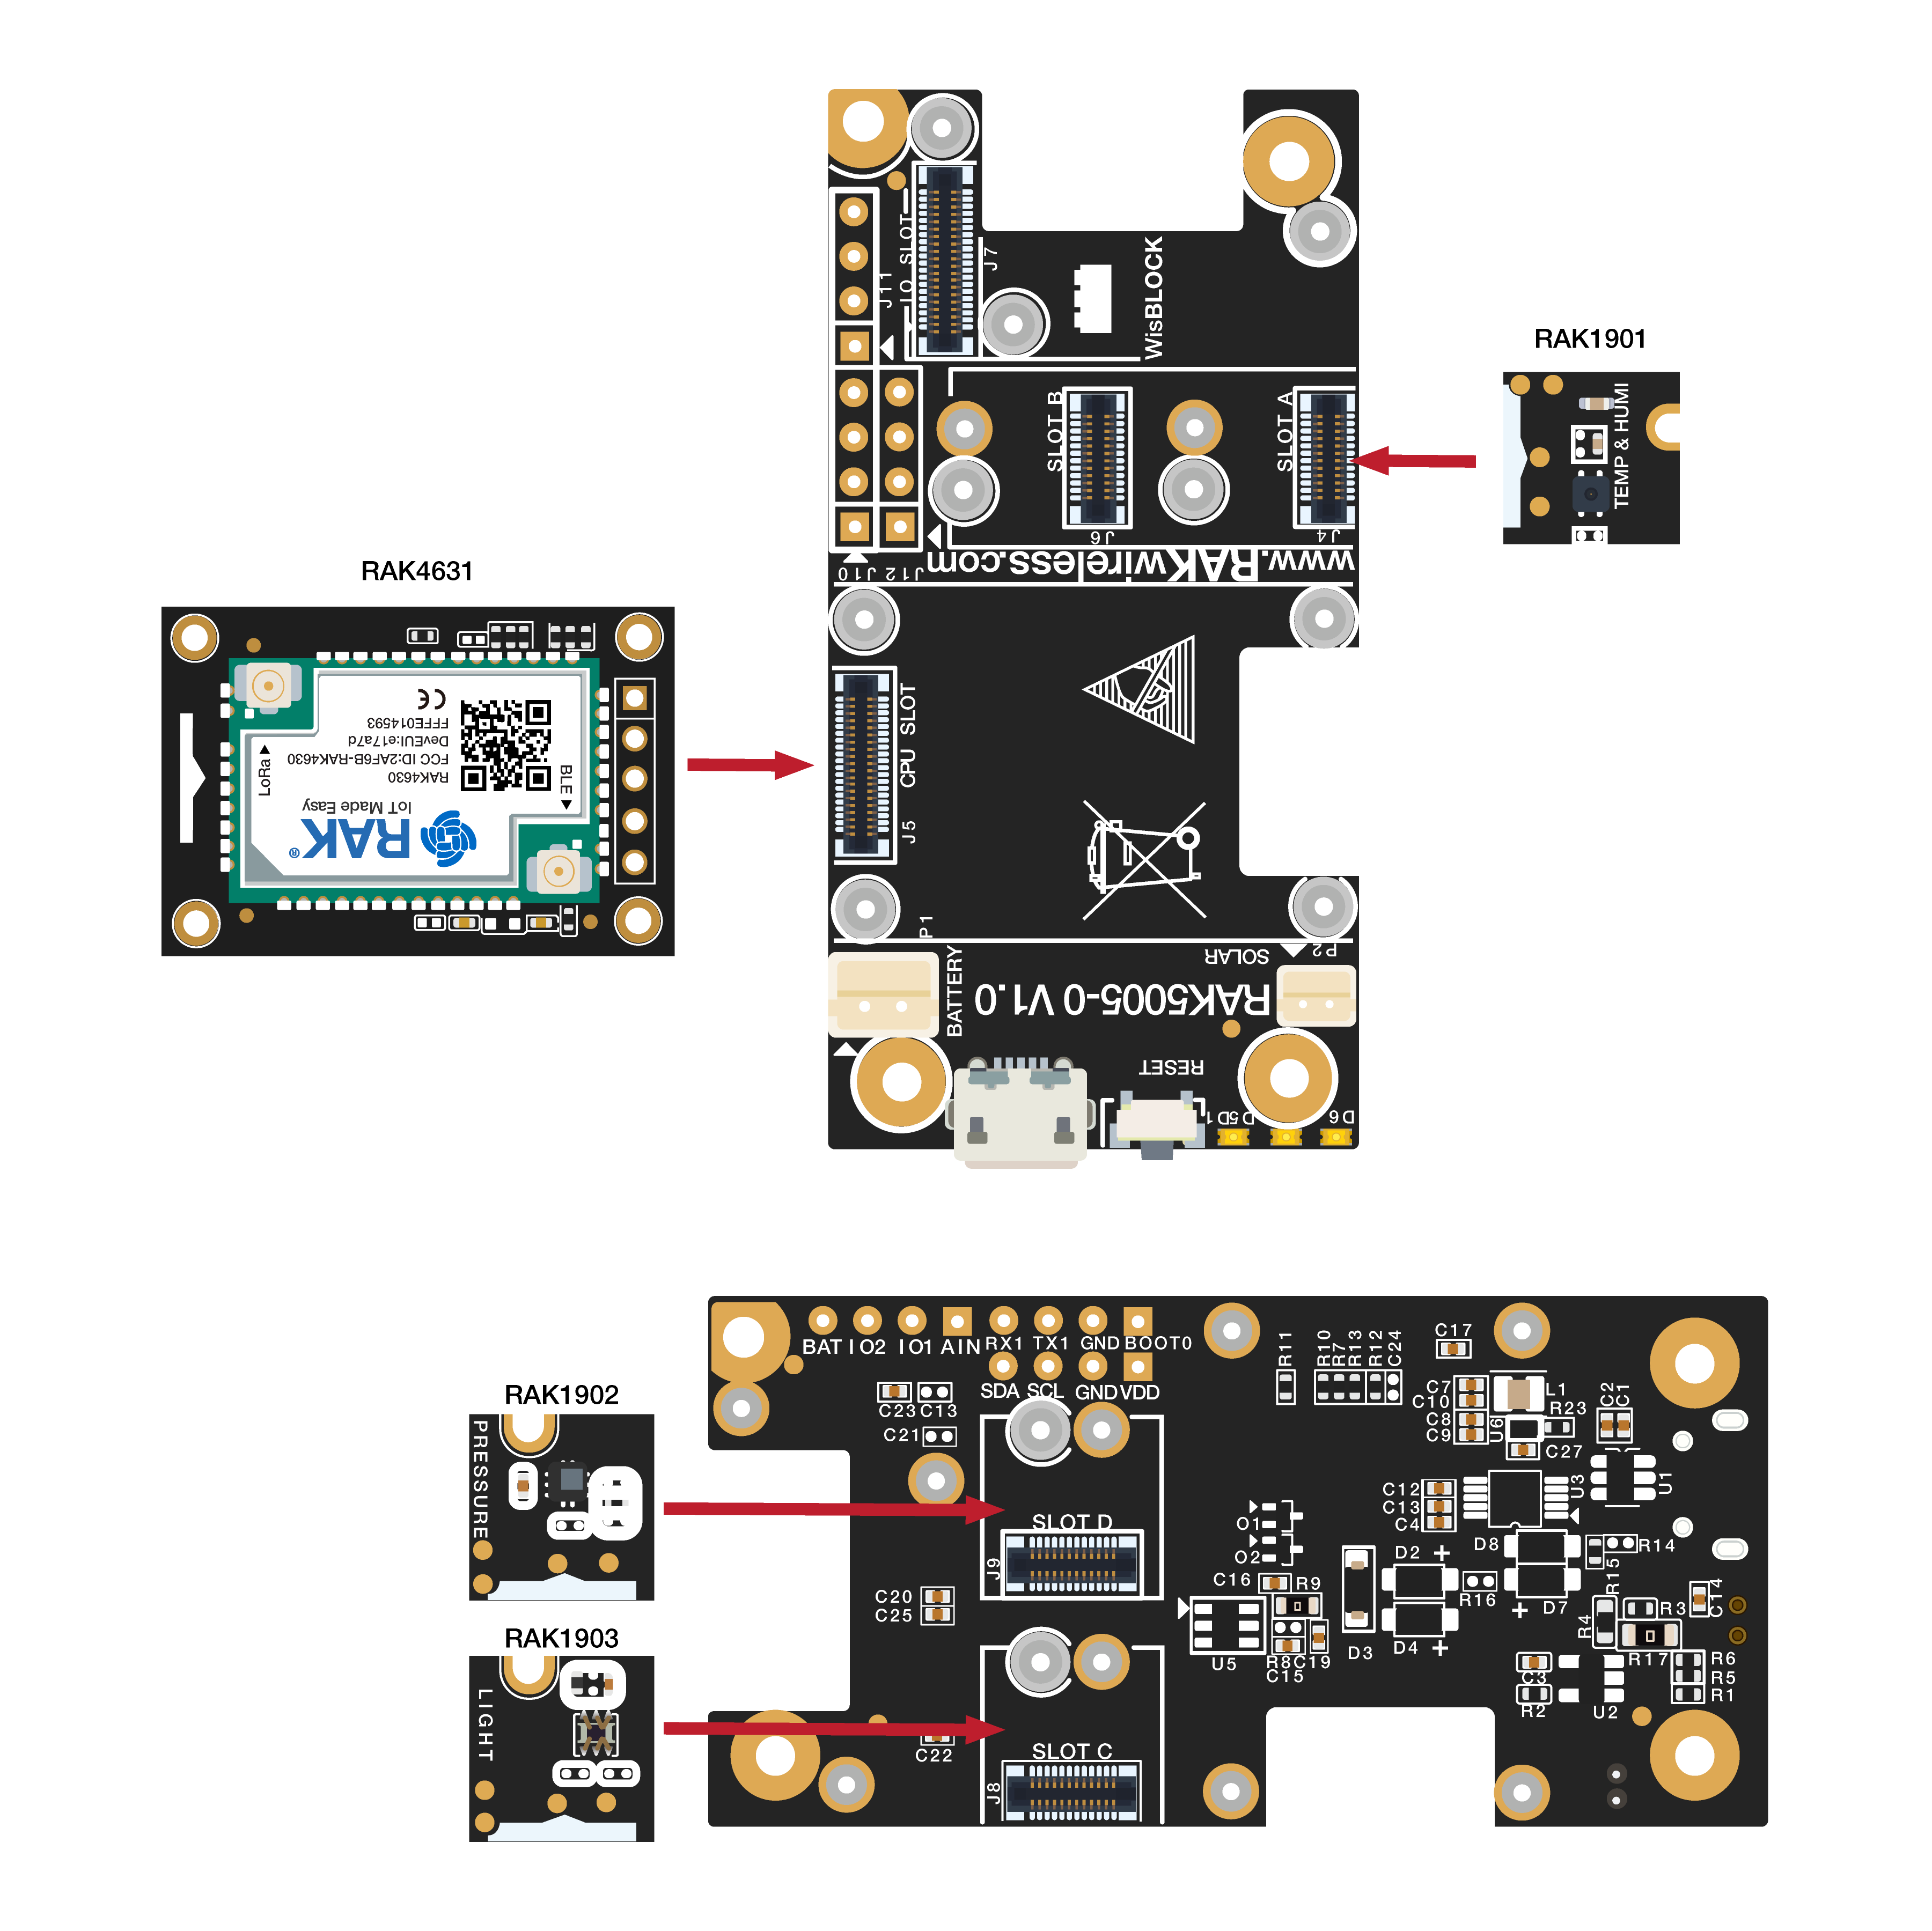 RAK4631
CE
FFFE014593
DevEUI:e17a7d
FCC ID:2AF6B-RAK4630
RAK4630
IoT Made Easy
RAK®
LoRa
BLE
J11
IO SLOT
J7
WisBLOCK
SLOT B
SLOT A
J6
J4
J10
J12
www.RAKwireless.com
CPU SLOT
J5
P1
BATTERY
SOLAR
P2
RAK5005-0 V1.0
RESET
D1
D5
D6
RAK1901
TEMP & HUMI
RAK1902
PRESSURE
RAK1903
LIGHT
BAT IO2 IO1 AIN RX1 TX1 GND BOOT0
SDA SCL GND VDD
C23 C13
C21
SLOT D
J9
C20
C25
C22
SLOT C
J8
R11
R10
R7
R13
R12
C24
C17
C7
C10
C8
C9
L1
U6
R23
C27
C2
C1
U3
U1
C12
C13
C4
O1
O2
C16
R9
U5
R8
C19
C15
D3
D2
+
D4
+
D8
R16
+
D7
R15
R14
R4
R3
C14
R17
R6
R5
R1
C3
R2
U2